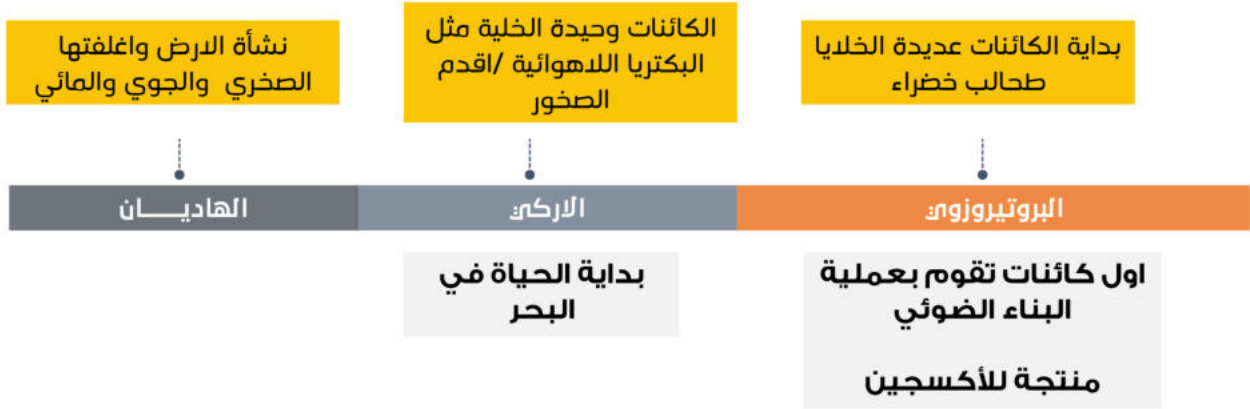 بداية الكائنات عديدة الخلايا
طحالب خضراء
الكائنات وحيدة الخلية مثل
البكتريا اللاهوائية /اقدم
الصخور
نشأة الارض واغلفتها
الصخري والجوي والمائي
البروتيروزوي
الاركي
الهاديـــــان
اول كائنات تقوم بعملية
البناء الضوئي
منتجة للأكسجين
بداية الحياة في
البحر